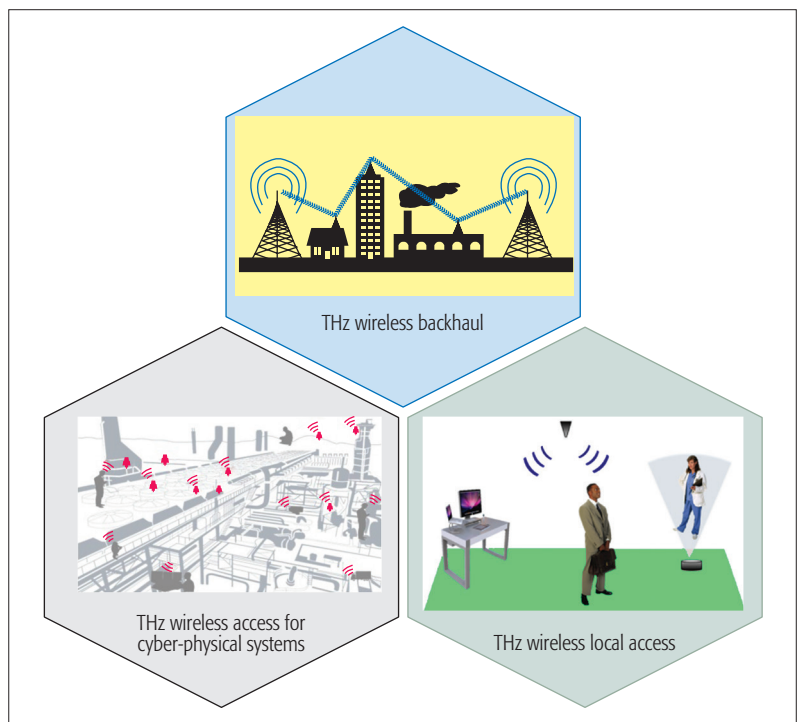 THz wireless backhaul
THz wireless access for
cyber-physical systems
THz wireless local access